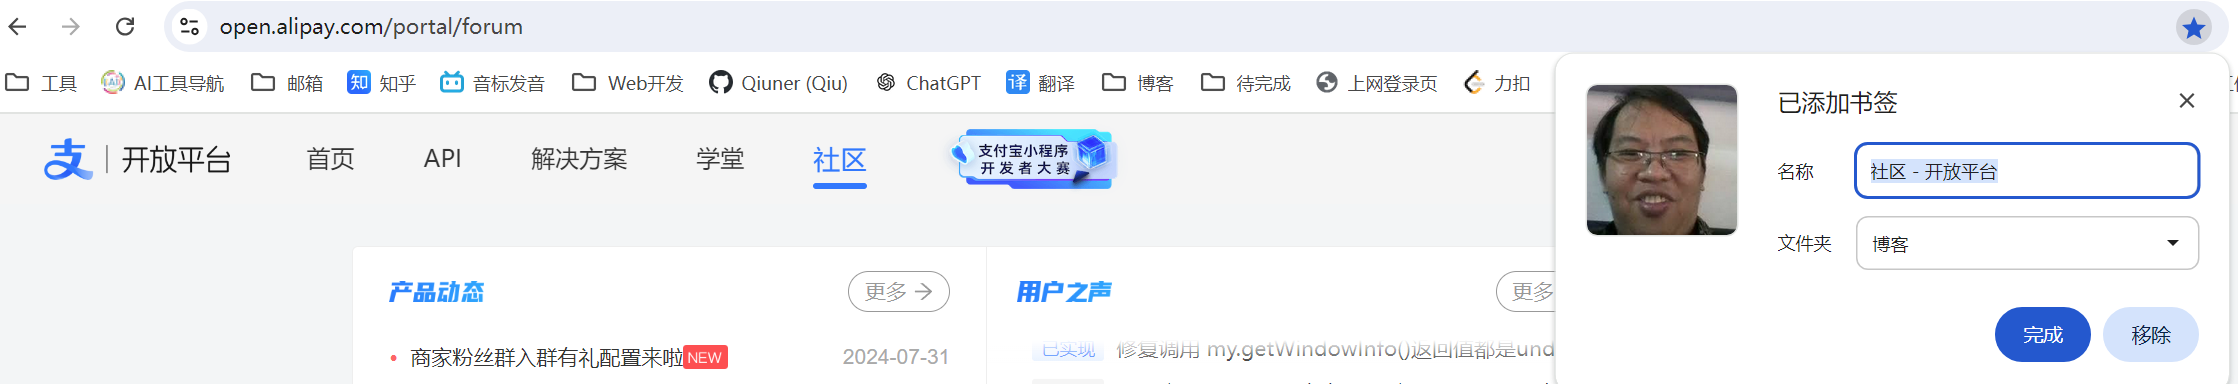 open.alipay.com/portal/forum
工具 AI工具导航 邮箱 知 知乎 音标发音 Web开发 Qiuner (Qiu) ChatGPT 译 翻译 博客 待完成 上网登录页 力扣
已添加书签
名称 社区 - 开放平台
文件夹 博客
完成 移除
支 开放平台 首页 API 解决方案 学堂 社区
支付宝小程序
开发者大赛
产品动态 更多
商家粉丝群入群有礼配置来啦 NEW 2024-07-31
用户之声 更多
已实现 修复调用 my.getWindowInfo()返回值都是und